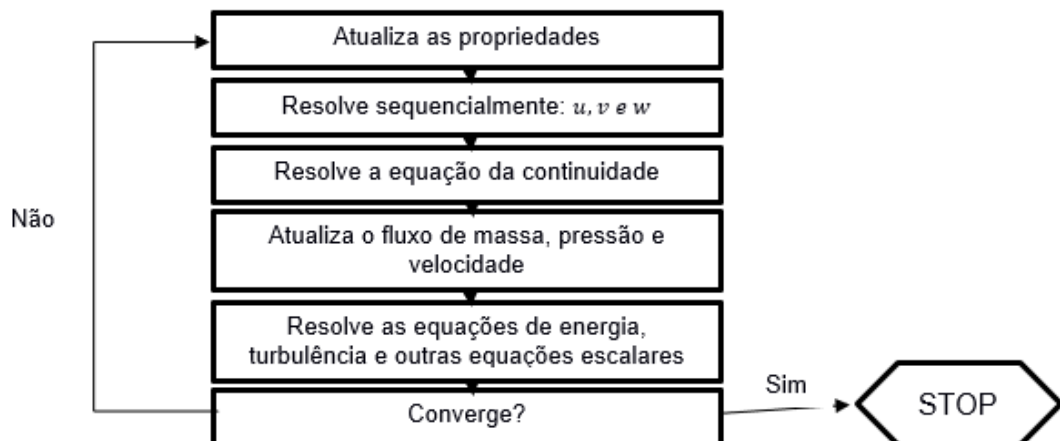 Atualiza as propriedades
Resolve sequencialmente: u, v e w
Resolve a equação da continuidade
Não
Atualiza o fluxo de massa, pressão e
velocidade
Resolve as equações de energia,
turbulência e outras equações escalares
Sim
Converge?
STOP